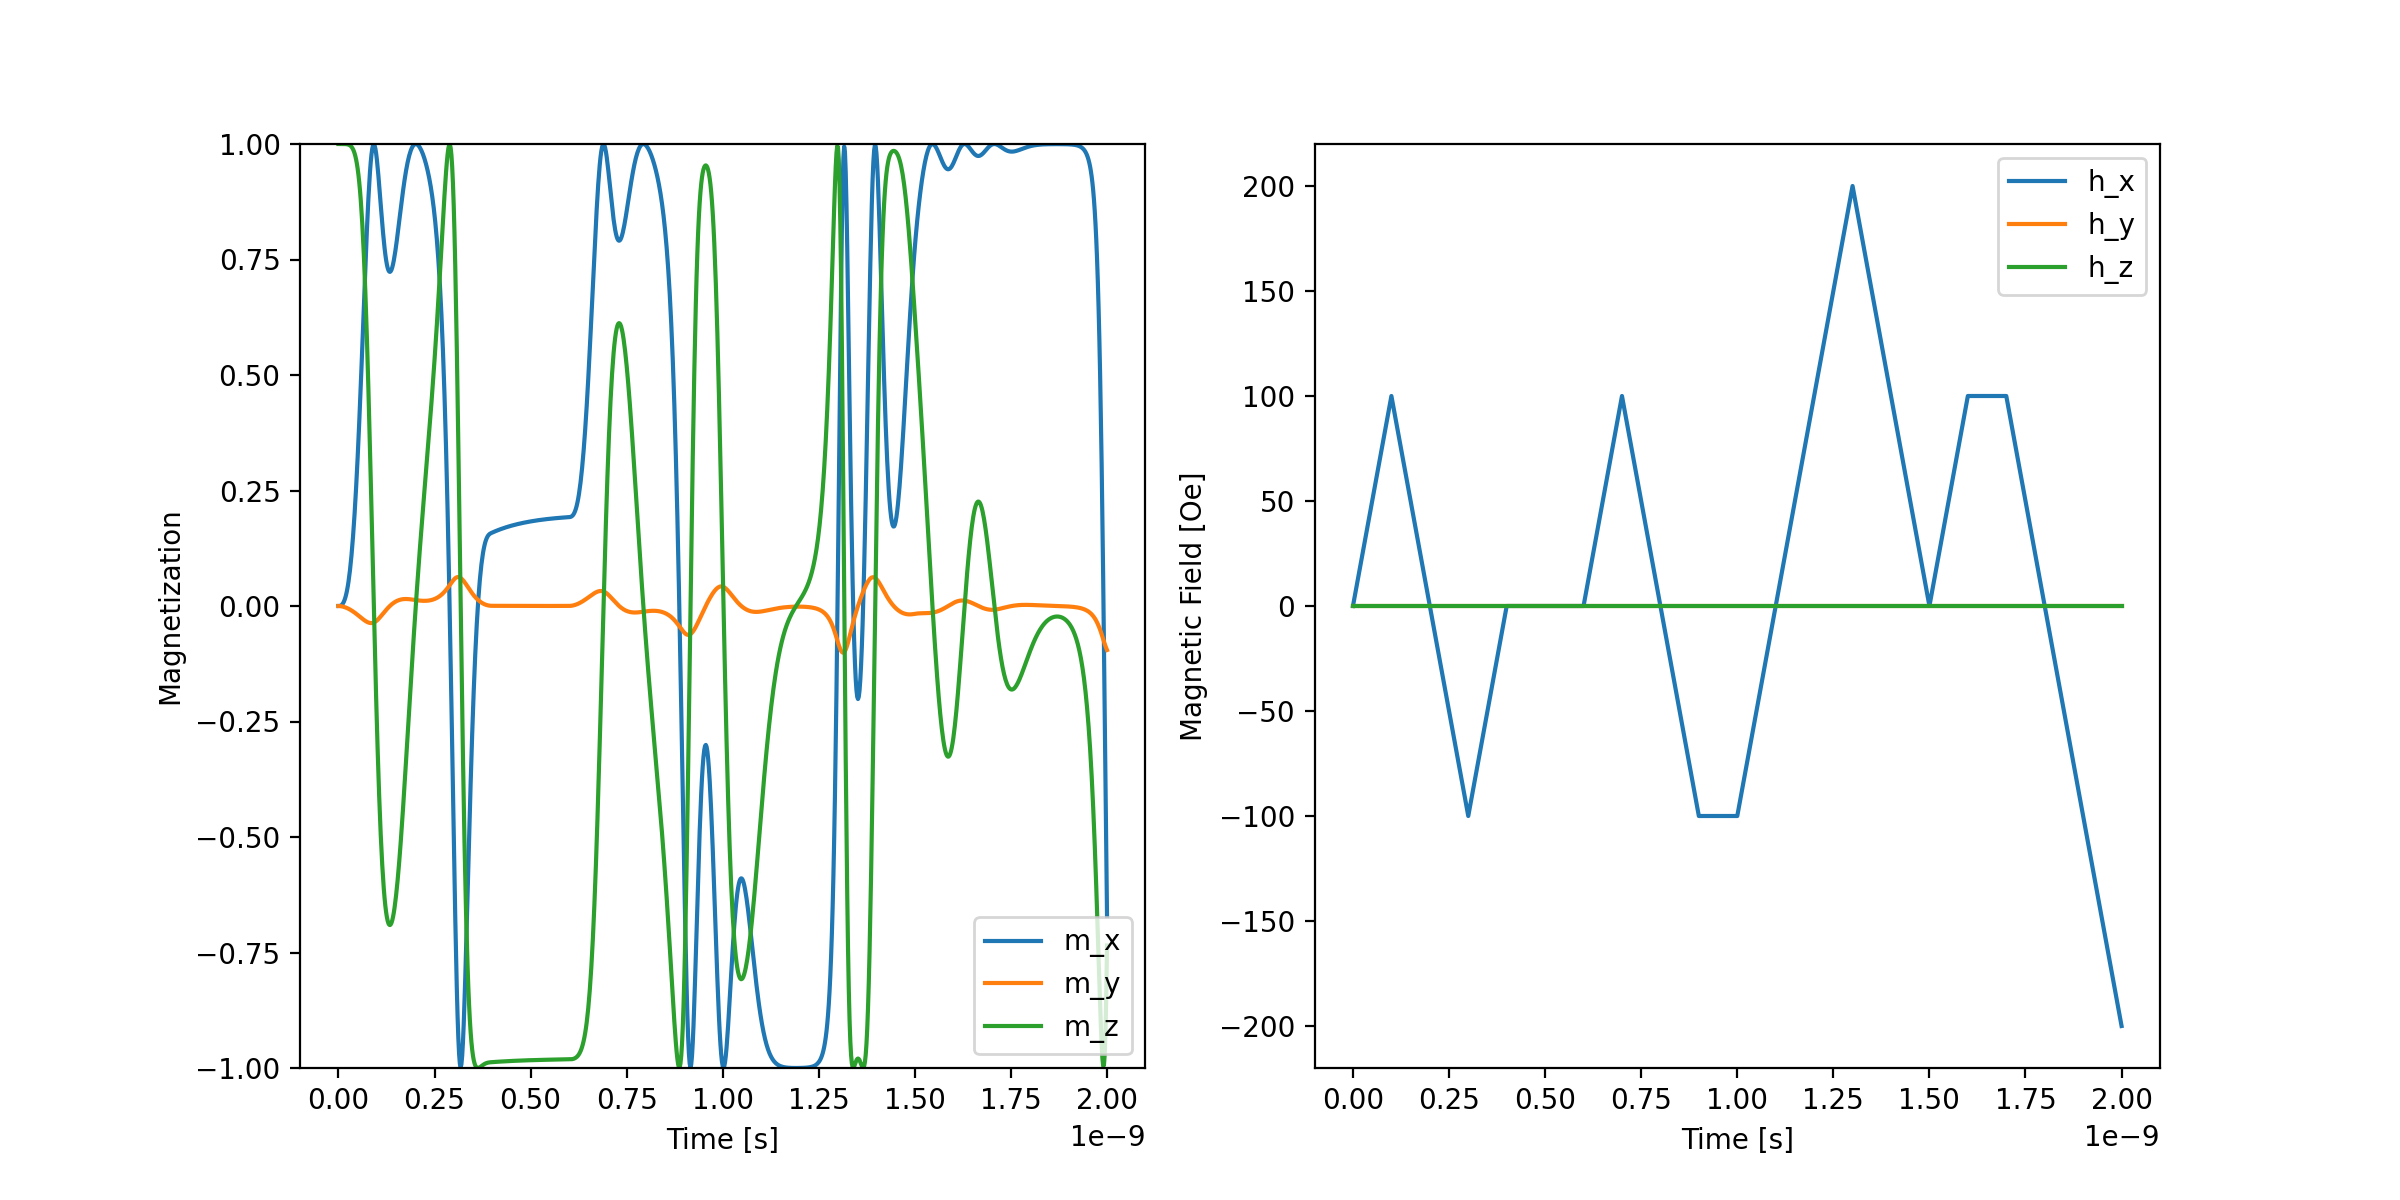 1.00
0.75
0.50
0.25
0.00
−0.25
−0.50
−0.75
−1.00
Magnetization
0.00 0.25 0.50 0.75 1.00 1.25 1.50 1.75 2.00
Time [s]
1e−9
m_x
m_y
m_z
200
150
100
50
0
−50
−100
−150
−200
Magnetic Field [Oe]
0.00 0.25 0.50 0.75 1.00 1.25 1.50 1.75 2.00
Time [s]
1e−9
h_x
h_y
h_z